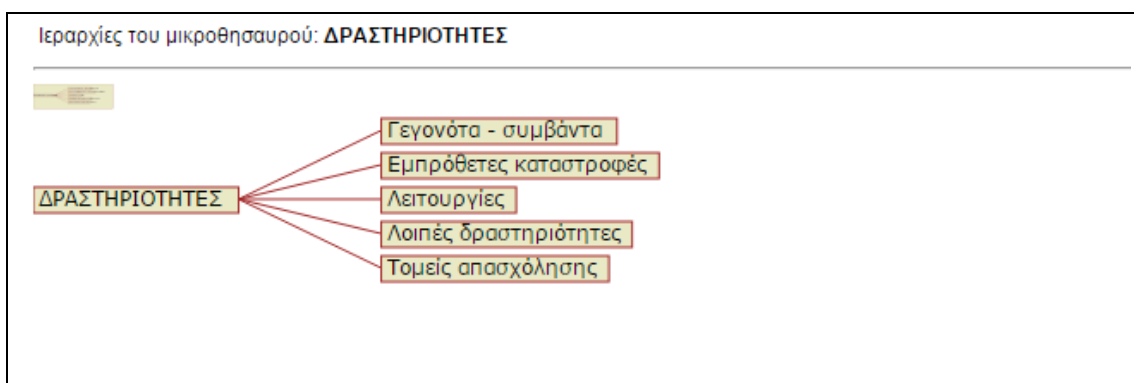 Ιεραρχίες του μικροθησαυρού: ΔΡΑΣΤΗΡΙΟΤΗΤΕΣ
Γεγονότα - συμβάντα
Εμπρόθετες καταστροφές
ΔΡΑΣΤΗΡΙΟΤΗΤΕΣ
Λειτουργίες
Λοιπές δραστηριότητες
Τομείς απασχόλησης